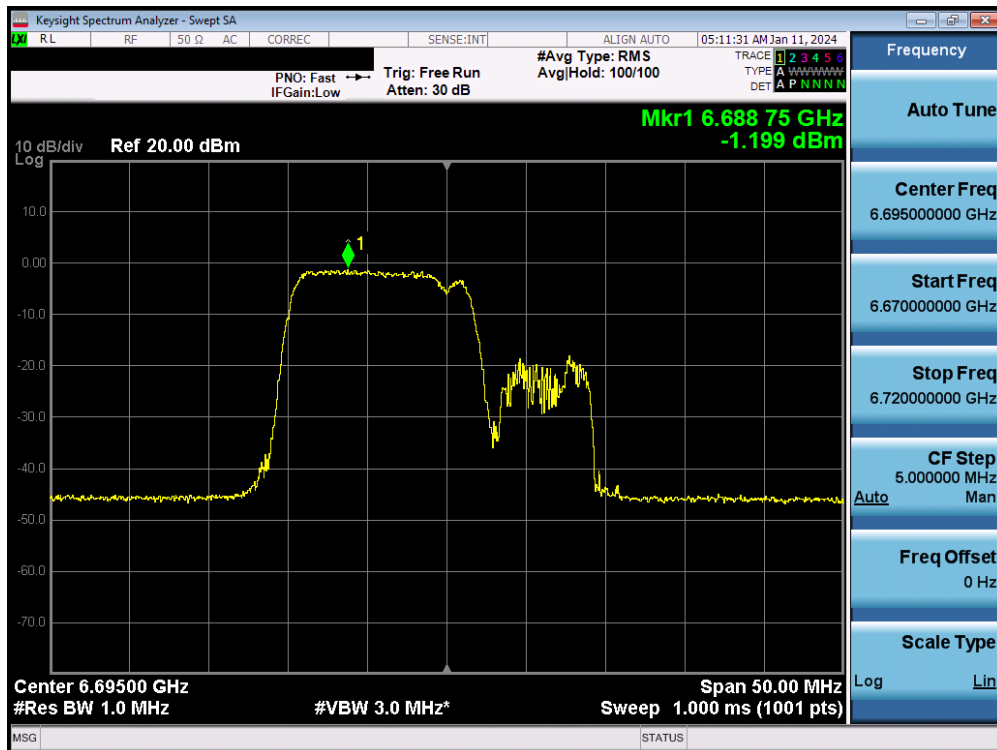 Keysight Spectrum Analyzer - Swept SA
LXI RL RF 50 Ω AC CORREC SENSE:INT ALIGN AUTO 05:11:31 AM Jan 11, 2024
Frequency
PNO: Fast
IFGain:Low
Trig: Free Run
Atten: 30 dB
#Avg Type: RMS
Avg|Hold: 100/100
TRACE 1 2 3 4 5 6
TYPE A WWWWWW
DET A P N N N N
Mkr1 6.688 75 GHz
-1.199 dBm
10 dB/div Ref 20.00 dBm
Log
10.0
0.00
-10.0
-20.0
-30.0
-40.0
-50.0
-60.0
-70.0
1
Center 6.69500 GHz Span 50.00 MHz
#Res BW 1.0 MHz #VBW 3.0 MHz* Sweep 1.000 ms (1001 pts)
MSG STATUS
Auto Tune
Center Freq
6.695000000 GHz
Start Freq
6.670000000 GHz
Stop Freq
6.720000000 GHz
CF Step
5.000000 MHz
Auto Man
Freq Offset
0 Hz
Scale Type
Log Lin